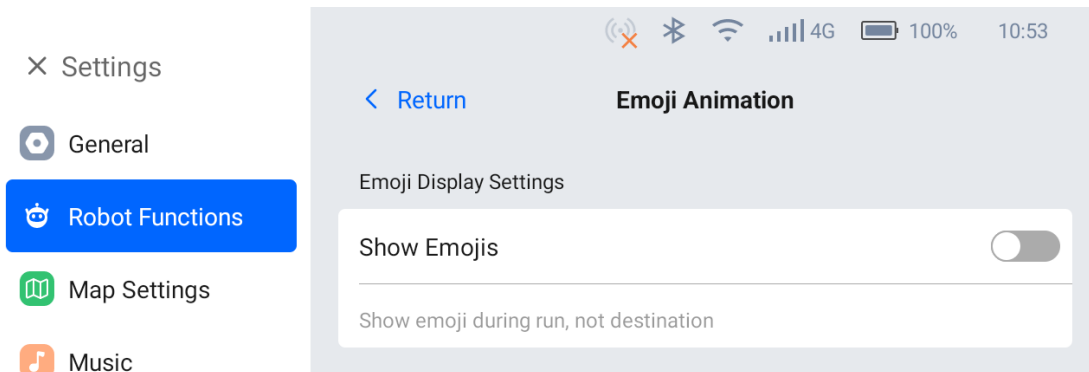 4G 100% 10:53
Settings
Return Emoji Animation
General
Emoji Display Settings
Robot Functions
Show Emojis
Map Settings
Show emoji during run, not destination
Music